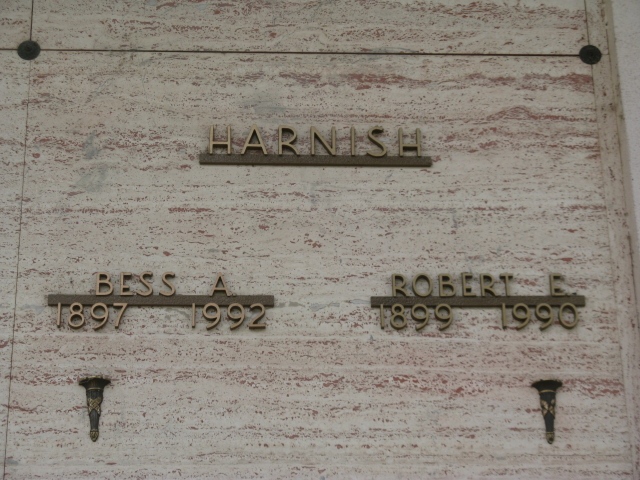 HARNISH
BESS A. ROBERT E.
1897 1992 1899 1990